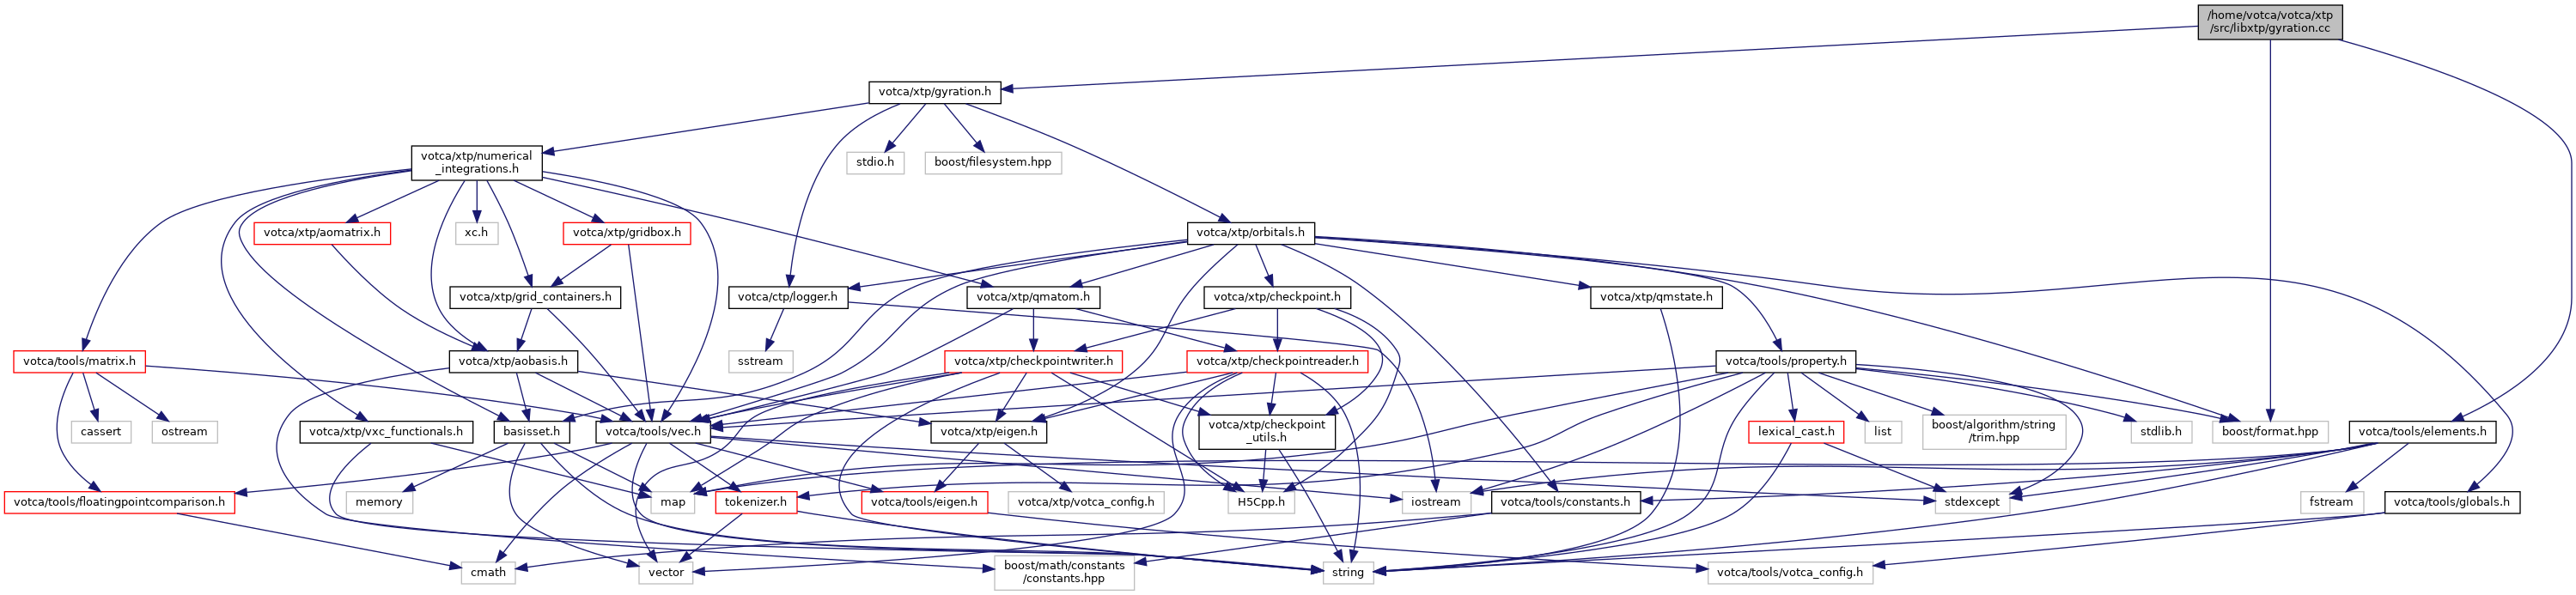 /home/votca/votca/xtp
/src/libxtp/gyration.cc
votca/xtp/gyration.h
votca/xtp/numerical
_integrations.h
stdio.h
boost/filesystem.hpp
votca/xtp/aomatrix.h
xc.h
votca/xtp/gridbox.h
votca/xtp/orbitals.h
votca/xtp/grid_containers.h
votca/ctp/logger.h
votca/xtp/qmatom.h
votca/xtp/checkpoint.h
votca/xtp/qmstate.h
votca/tools/matrix.h
votca/xtp/aobasis.h
sstream
votca/xtp/checkpointwriter.h
votca/xtp/checkpointreader.h
votca/tools/property.h
cassert
ostream
votca/xtp/vxc_functionals.h
basisset.h
votca/tools/vec.h
votca/xtp/eigen.h
votca/xtp/checkpoint
_utils.h
lexical_cast.h
list
boost/algorithm/string
/trim.hpp
stdlib.h
boost/format.hpp
votca/tools/elements.h
votca/tools/floatingpointcomparison.h
memory
map
tokenizer.h
votca/tools/eigen.h
votca/xtp/votca_config.h
H5Cpp.h
iostream
votca/tools/constants.h
stdexcept
fstream
votca/tools/globals.h
cmath
vector
boost/math/constants
/constants.hpp
string
votca/tools/votca_config.h